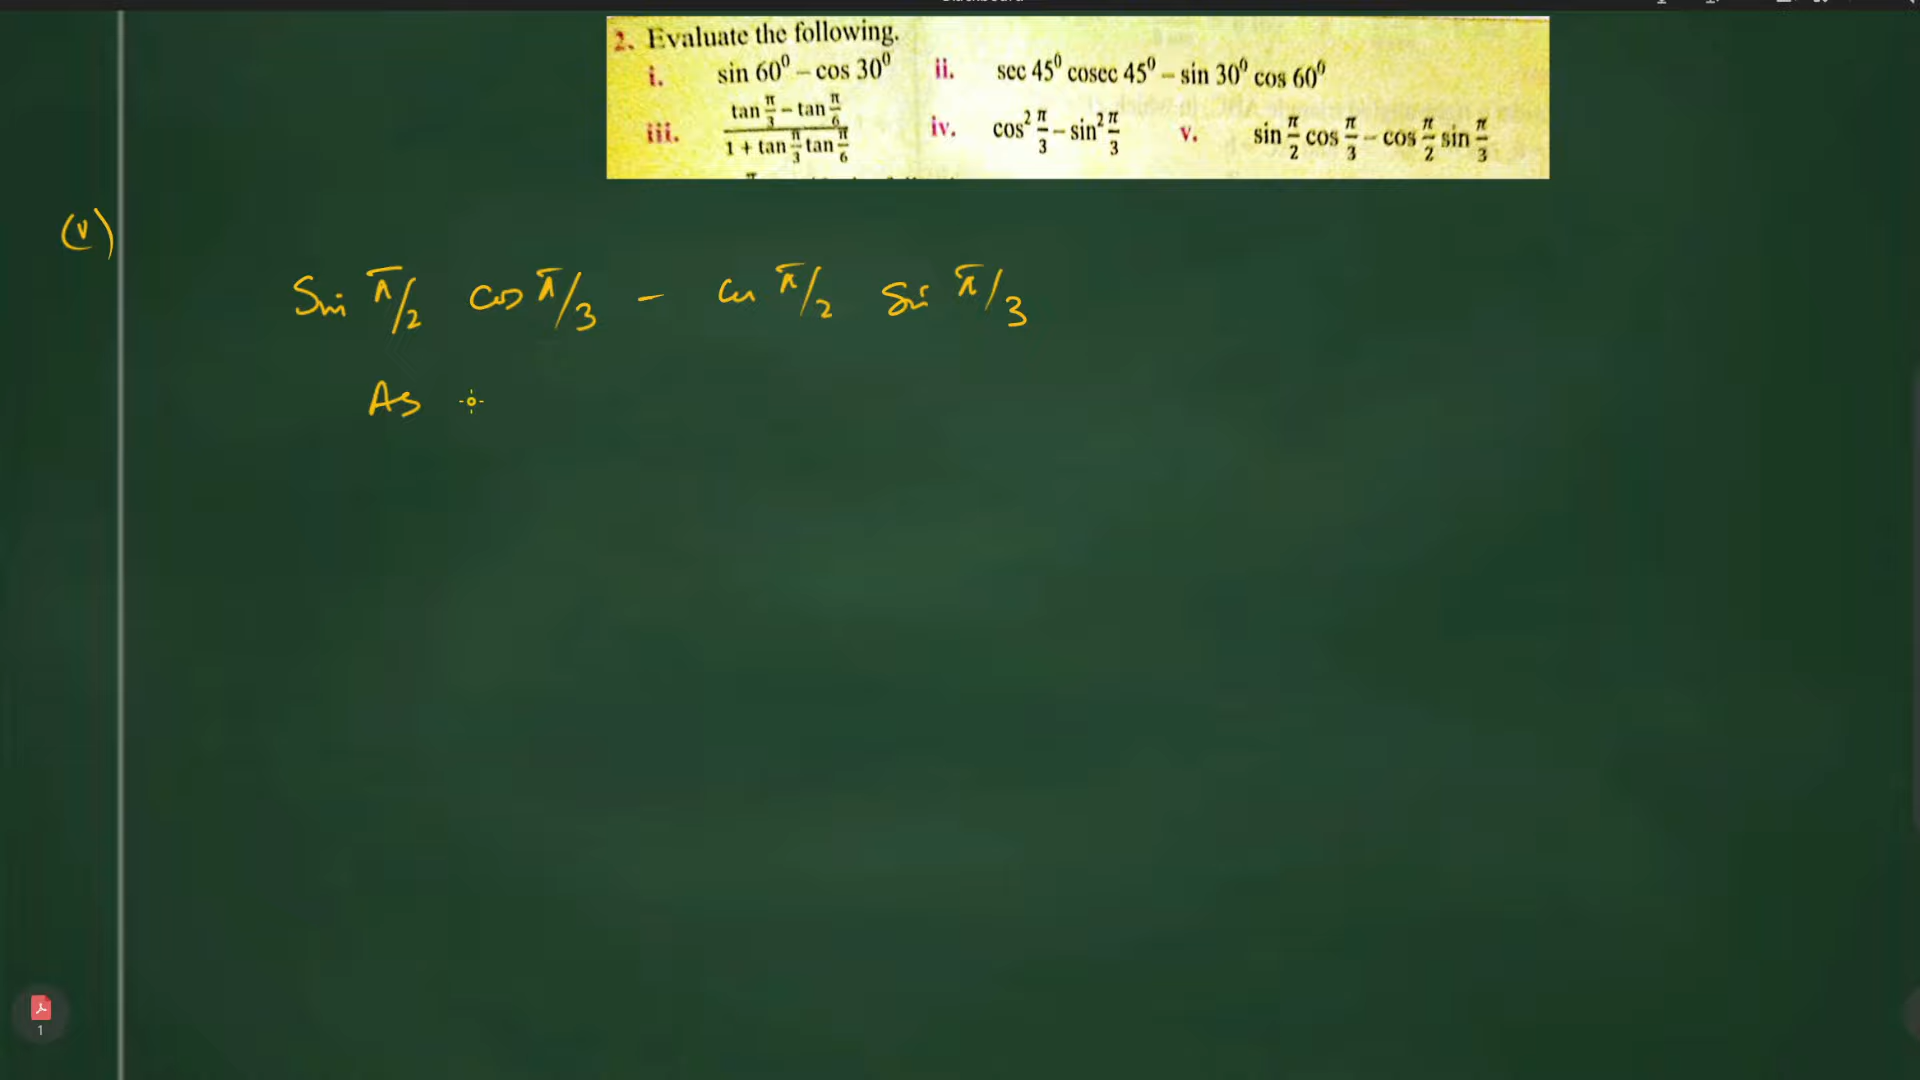 2. Evaluate the following.
i. sin 60⁰ – cos 30⁰ ii. sec 45⁰ cosec 45⁰ – sin 30⁰ cos 60⁰
iii. (tan π/3 – tan π/6) / (1 + tan π/3 tan π/6) iv. cos² π/3 – sin² π/3 v. sin π/2 cos π/3 – cos π/2 sin π/3
(v)
Sin π/2 cos π/3 – cos π/2 sin π/3
As
1